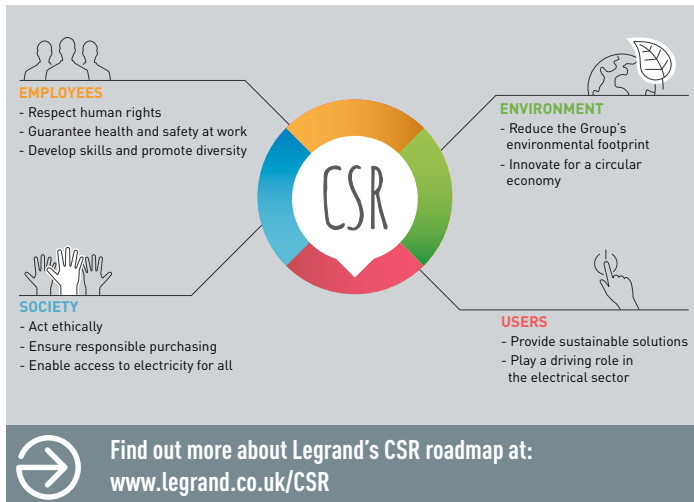 EMPLOYEES
- Respect human rights
- Guarantee health and safety at work
- Develop skills and promote diversity
ENVIRONMENT
- Reduce the Group's
environmental footprint
- Innovate for a circular
economy
CSR
SOCIETY
- Act ethically
- Ensure responsible purchasing
- Enable access to electricity for all
USERS
- Provide sustainable solutions
- Play a driving role in
the electrical sector
Find out more about Legrand's CSR roadmap at:
www.legrand.co.uk/CSR